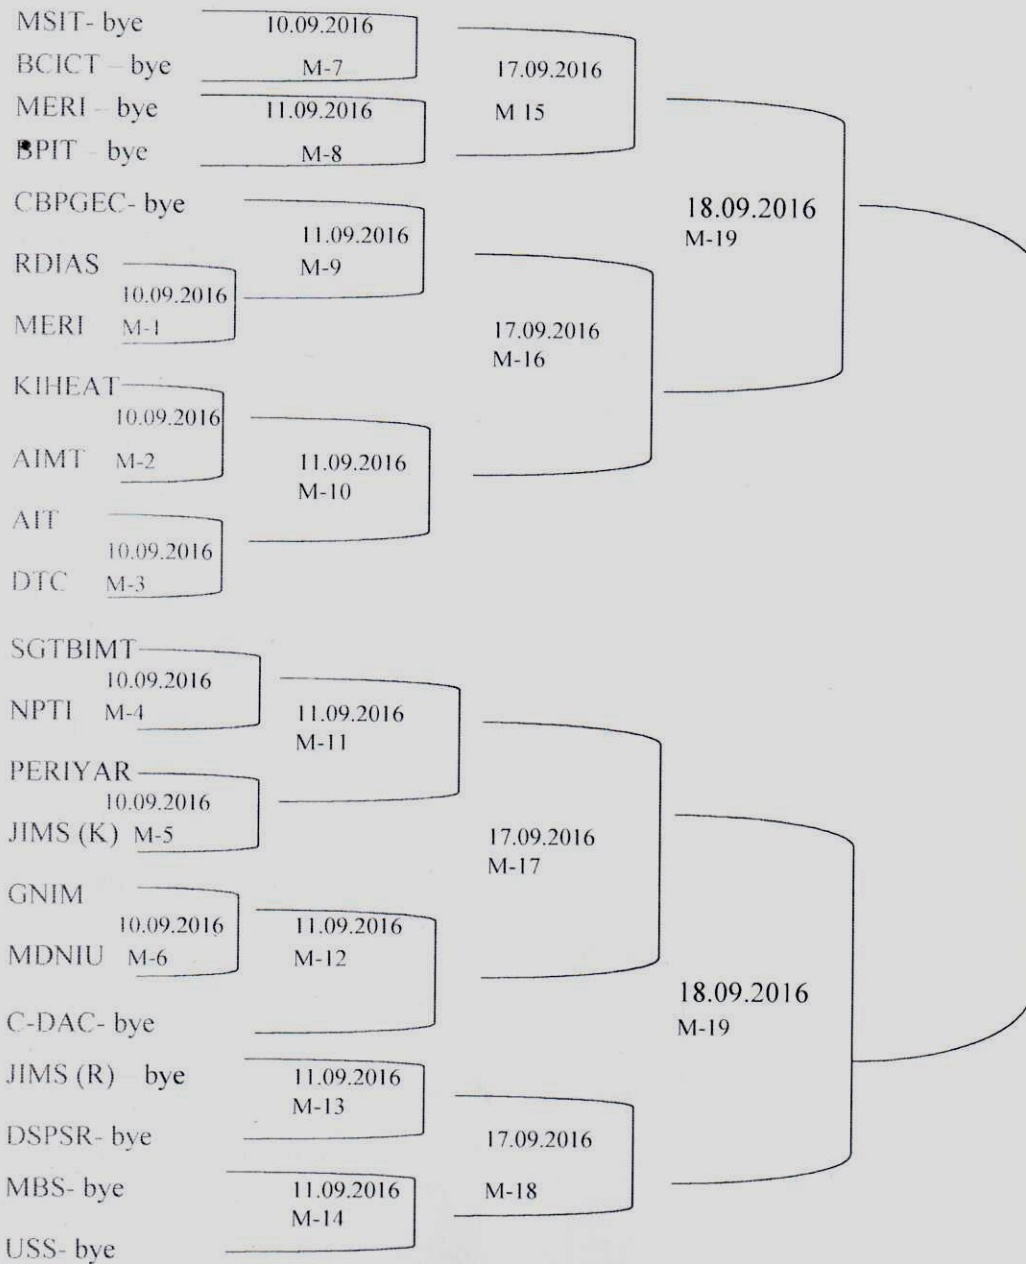 MSIT- bye 10.09.2016
BCICT – bye M-7 17.09.2016
MERI – bye 11.09.2016 M 15
BPIT – bye M-8
CBPGEC- bye 18.09.2016
11.09.2016 M-19
RDIAS M-9
10.09.2016
MERI M-1 17.09.2016
M-16
KIHEAT
10.09.2016
AIMT M-2 11.09.2016
M-10
AIT
10.09.2016
DTC M-3
SGTBIMT
10.09.2016
NPTI M-4 11.09.2016
M-11
PERIYAR
10.09.2016
JIMS (K) M-5 17.09.2016
M-17
GNIM
10.09.2016 11.09.2016
MDNIU M-6 M-12
18.09.2016
C-DAC- bye M-19
JIMS (R) bye 11.09.2016
M-13
DSPSR- bye 17.09.2016
MBS- bye 11.09.2016 M-18
M-14
USS- bye